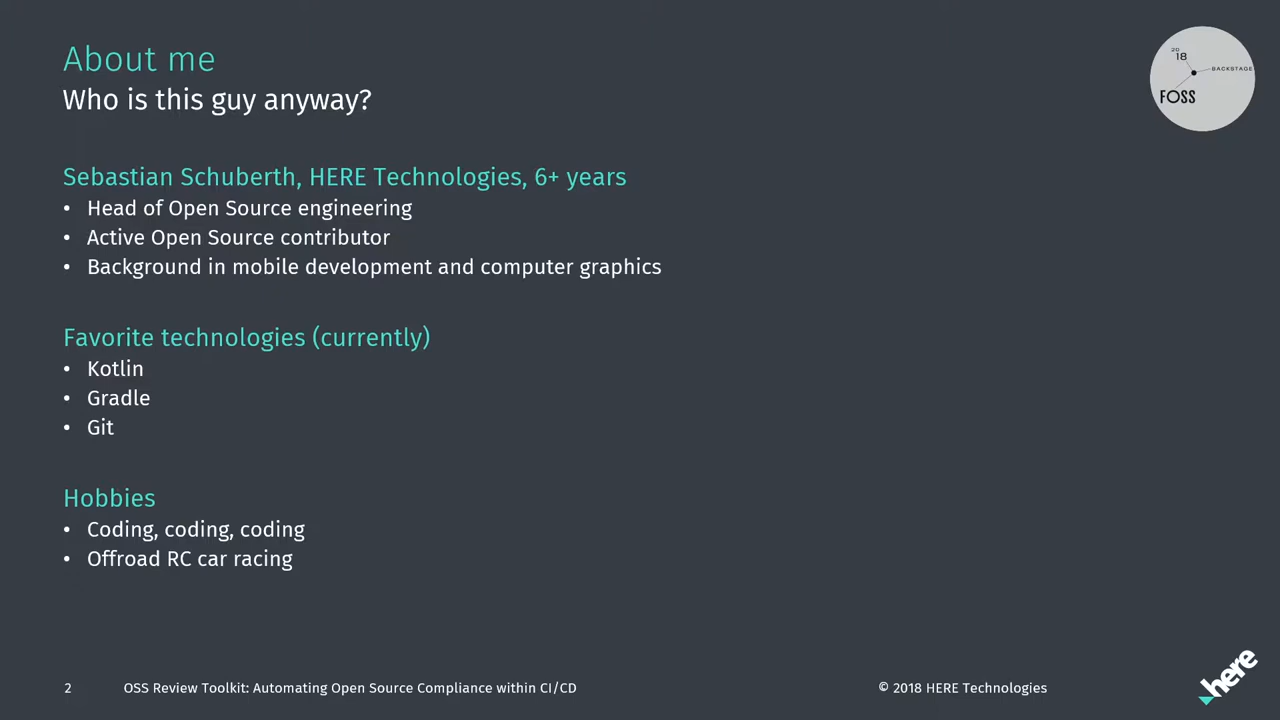 About me
Who is this guy anyway?
20
18
BACKSTAGE
FOSS
Sebastian Schuberth, HERE Technologies, 6+ years
• Head of Open Source engineering
• Active Open Source contributor
• Background in mobile development and computer graphics
Favorite technologies (currently)
• Kotlin
• Gradle
• Git
Hobbies
• Coding, coding, coding
• Offroad RC car racing
2 OSS Review Toolkit: Automating Open Source Compliance within CI/CD © 2018 HERE Technologies
here